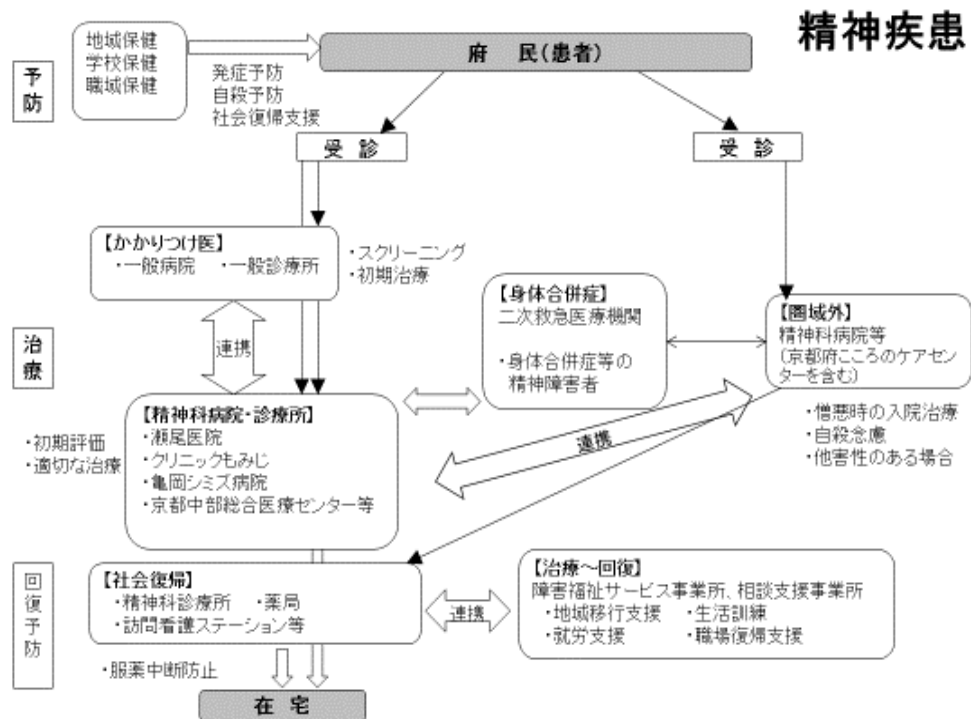 精神疾患
地域保健
学校保健
職域保健
府 民(患者)
予防
発症予防
自殺予防
社会復帰支援
受 診
受 診
【かかりつけ医】
・一般病院 ・一般診療所
・スクリーニング
・初期治療
【身体合併症】
二次救急医療機関
・身体合併症等の
精神障害者
【圏域外】
精神科病院等
(京都府こころのケアセン
ターを含む)
治療
連携
【精神科病院・診療所】
・瀬尾医院
・クリニックもみじ
・亀岡シミズ病院
・京都中部総合医療センター等
・初期評価
・適切な治療
連携
・憎悪時の入院治療
・自殺念慮
・他害性のある場合
回復予防
【社会復帰】
・精神科診療所 ・薬局
・訪問看護ステーション等
連携
【治療～回復】
障害福祉サービス事業所、相談支援事業所
・地域移行支援 ・生活訓練
・就労支援 ・職場復帰支援
・服薬中断防止
在 宅